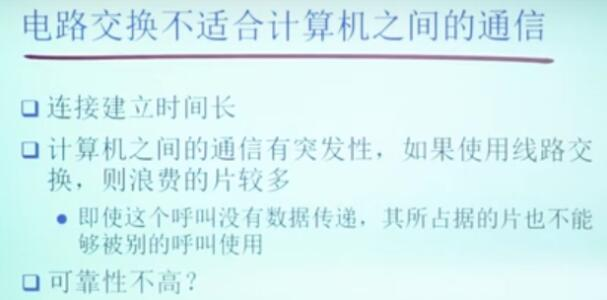 电路交换不适合计算机之间的通信
连接建立时间长
计算机之间的通信有突发性，如果使用线路交
换，则浪费的片较多
即使这个呼叫没有数据传递，其所占据的片也不能
够被别的呼叫使用
可靠性不高？